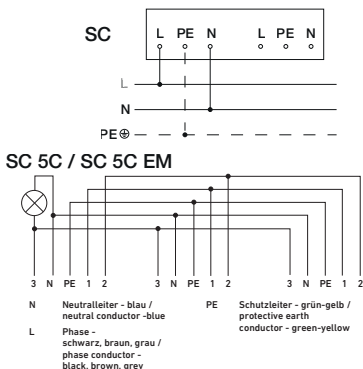 SC
L PE N L PE N
L
N
PE
SC 5C / SC 5C EM
3 N PE 1 2 3 N PE 1 2 3 N PE 1 2
N Neutralleiter - blau /
neutral conductor -blue
L Phase -
schwarz, braun, grau /
phase conductor -
black, brown, grey
PE Schutzleiter - grün-gelb /
protective earth
conductor - green-yellow